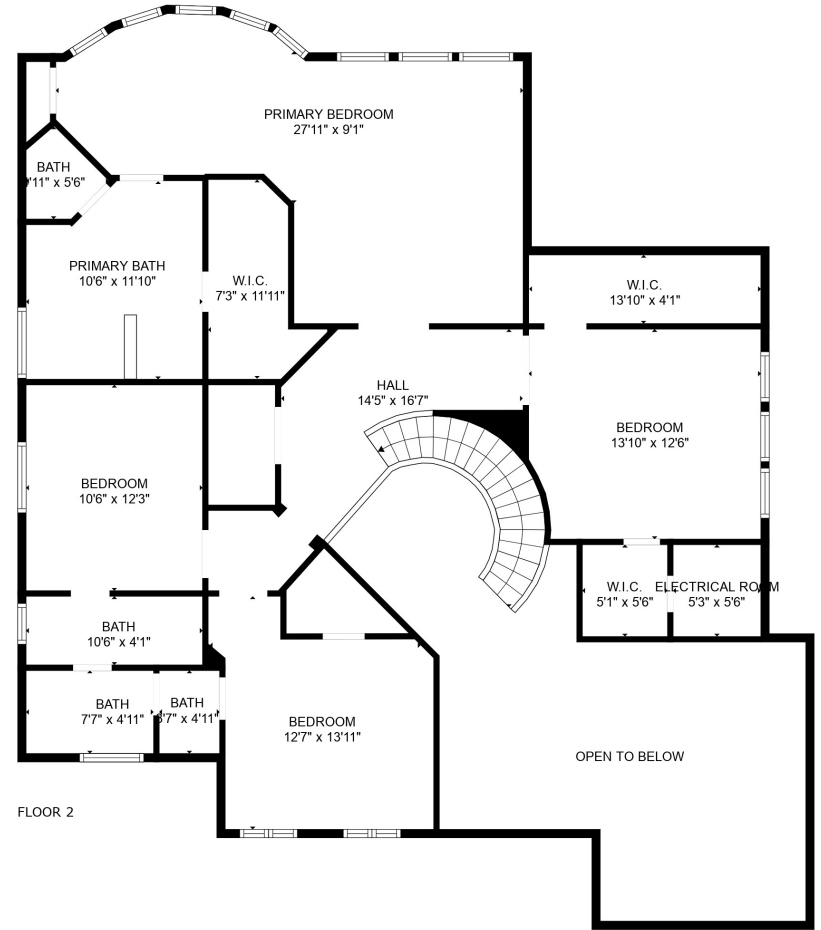 PRIMARY BEDROOM
27'11" x 9'1"
BATH
'11" x 5'6"
PRIMARY BATH
10'6" x 11'10"
W.I.C.
7'3" x 11'11"
W.I.C.
13'10" x 4'1"
HALL
14'5" x 16'7"
BEDROOM
13'10" x 12'6"
BEDROOM
10'6" x 12'3"
W.I.C.
5'1" x 5'6"
ELECTRICAL ROOM
5'3" x 5'6"
BATH
10'6" x 4'1"
BATH
7'7" x 4'11"
BATH
'7" x 4'11"
BEDROOM
12'7" x 13'11"
OPEN TO BELOW
FLOOR 2